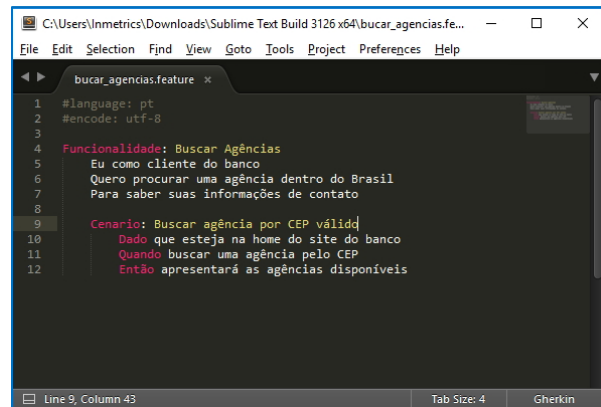 C:\Users\Inmetrics\Downloads\Sublime Text Build 3126 x64\bucar_agencias.fe...
File Edit Selection Find View Goto Tools Project Preferences Help
bucar_agencias.feature ×
1 #language: pt
2 #encode: utf-8
3
4 Funcionalidade: Buscar Agências
5 Eu como cliente do banco
6 Quero procurar uma agência dentro do Brasil
7 Para saber suas informações de contato
8
9 Cenario: Buscar agência por CEP válido
10 Dado que esteja na home do site do banco
11 Quando buscar uma agência pelo CEP
12 Então apresentará as agências disponíveis
Line 9, Column 43 Tab Size: 4 Gherkin